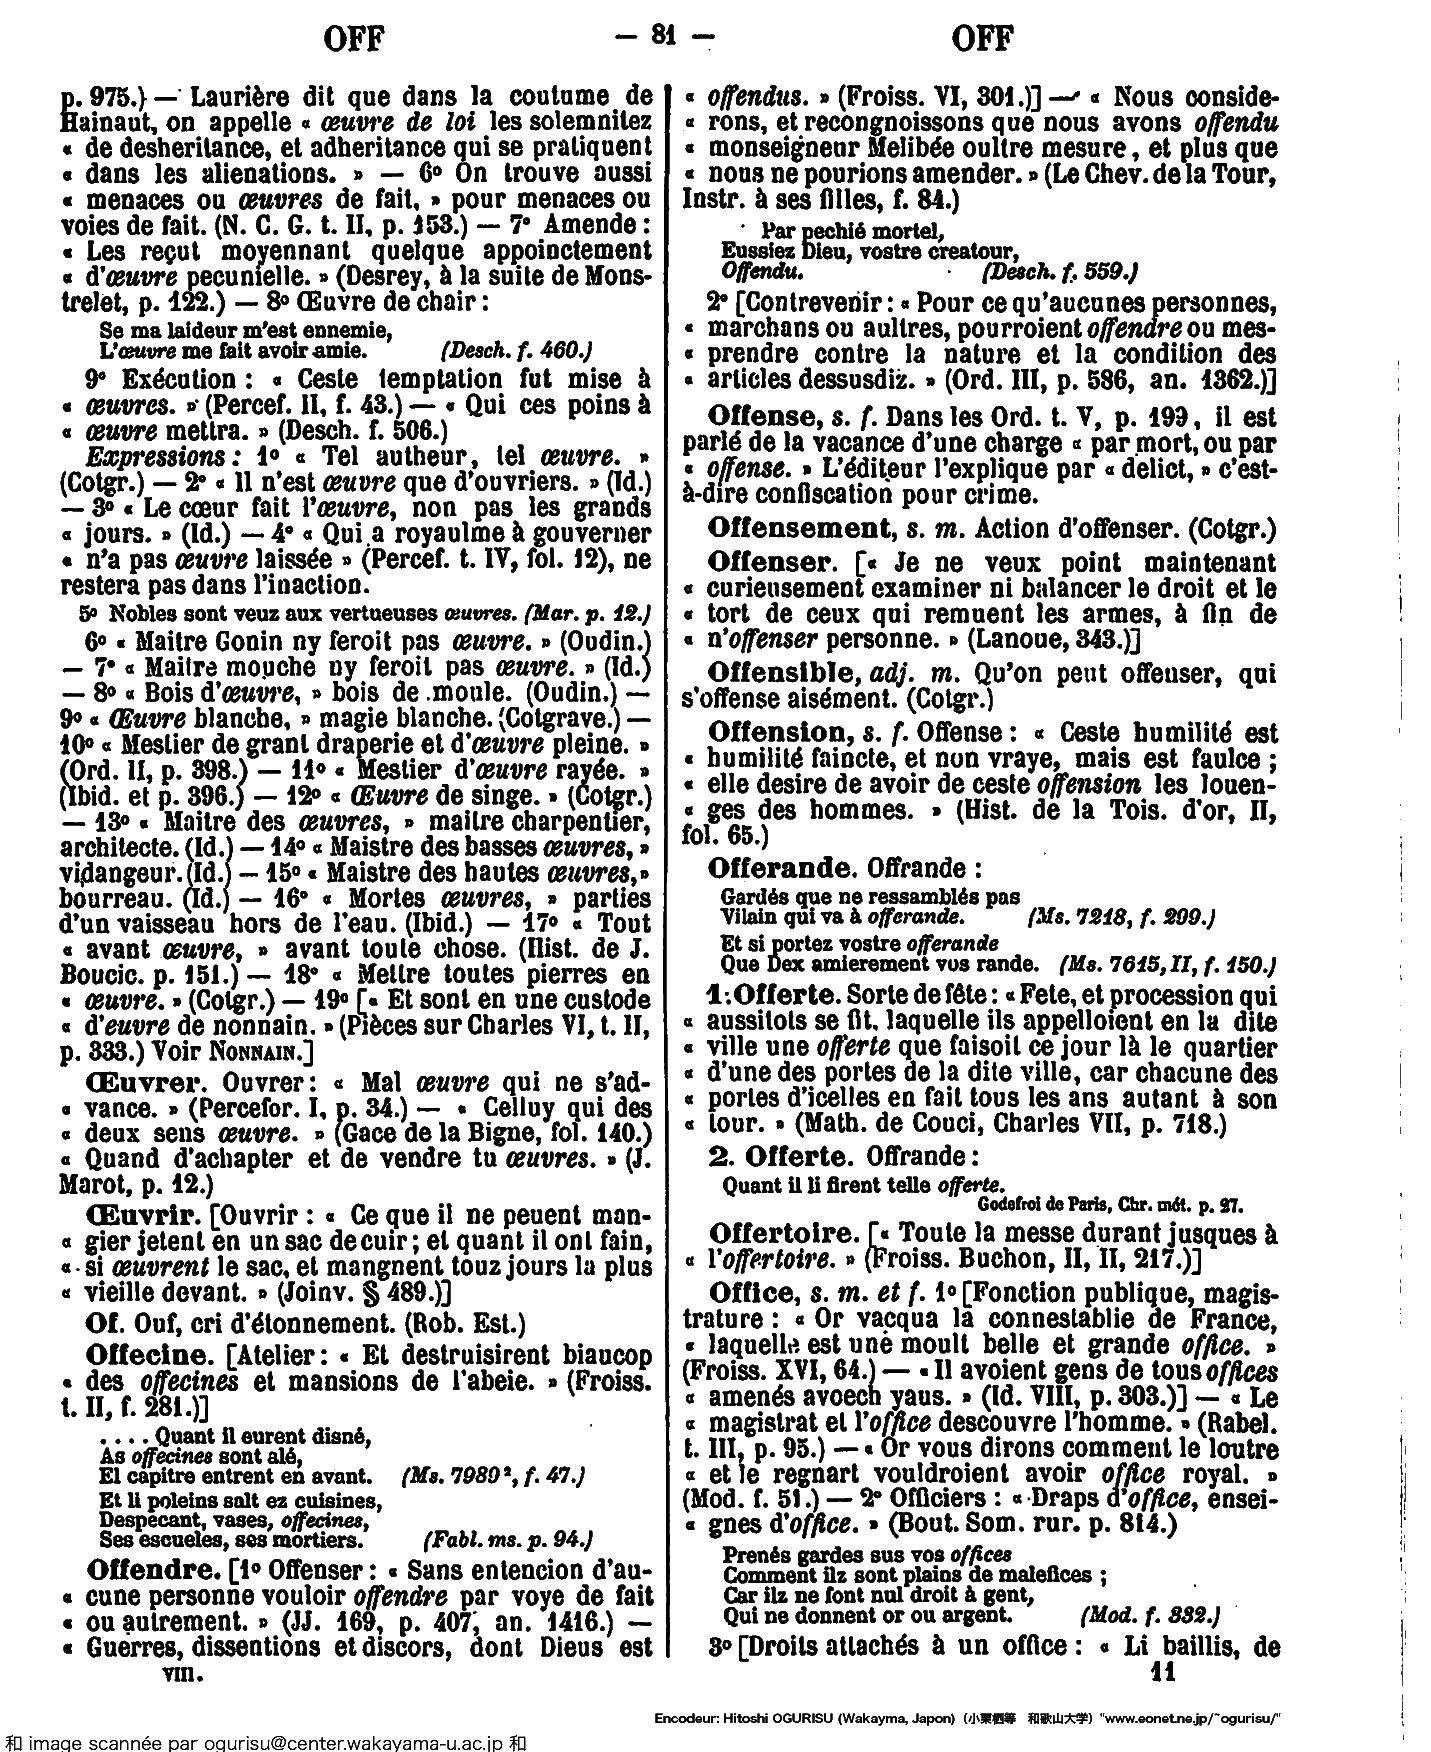 OFF — 81 — OFF
p. 975.) — Laurière dit que dans la coutume de
Hainaut, on appelle « œuvre de loi les solemnitez
« de desheritance, et adheritance qui se pratiquent
« dans les alienations. » — 6º On trouve aussi
« menaces ou œuvres de fait, » pour menaces ou
voies de fait. (N. C. G. t. II, p. 153.) — 7º Amende :
« Les reçut moyennant quelque appoinctement
« d'œuvre pecunielle. » (Desrey, à la suite de Mons-
trelet, p. 122.) — 8º Œuvre de chair :
Se ma laideur m'est ennemie,
L'œuvre me fait avoir amie. (Desch. f. 460.)
9º Exécution : « Ceste temptation fut mise à
« œuvres. » (Percef. II, f. 43.) — « Qui ces poins à
« œuvre mettra. » (Desch. f. 506.)
Expressions : 1º « Tel autheur, tel œuvre. »
(Cotgr.) — 2º « Il n'est œuvre que d'ouvriers. » (Id.)
— 3º « Le cœur fait l'œuvre, non pas les grands
« jours. » (Id.) — 4º « Qui a royaulme à gouverner
« n'a pas œuvre laissée » (Percef. t. IV, fol. 12), ne
restera pas dans l'inaction.
5º Nobles sont veuz aux vertueuses œuvres. (Mar. p. 12.)
6º « Maitre Gonin ny feroit pas œuvre. » (Oudin.)
— 7º « Maitre mouche ny feroit pas œuvre. » (Id.)
— 8º « Bois d'œuvre, » bois de moule. (Oudin.) —
9º « Œuvre blanche, » magie blanche. (Cotgrave.) —
10º « Mestier de grant draperie et d'œuvre pleine. »
(Ord. II, p. 398.) — 11º « Mestier d'œuvre rayée. »
(Ibid. et p. 396.) — 12º « Œuvre de singe. » (Cotgr.)
— 13º « Maitre des œuvres, » maitre charpentier,
architecte. (Id.) — 14º « Maistre des basses œuvres, »
vidangeur. (Id.) — 15º « Maistre des hautes œuvres, »
bourreau. (Id.) — 16º « Mortes œuvres, » parties
d'un vaisseau hors de l'eau. (Ibid.) — 17º « Tout
« avant œuvre, » avant toute chose. (Hist. de J.
Boucic. p. 151.) — 18º « Mettre toutes pierres en
« œuvre. » (Cotgr.) — 19º [« Et sont en une custode
« d'euvre de nonnain. » (Pièces sur Charles VI, t. II,
p. 333.) Voir NONNAIN.]
Œuvrer. Ouvrer : « Mal œuvre qui ne s'ad-
« vance. » (Percefor. I, p. 34.) — « Celluy qui des
« deux sens œuvre. » (Gace de la Bigne, fol. 140.)
« Quand d'achapter et de vendre tu œuvres. » (J.
Marot, p. 12.)
Œuvrir. [Ouvrir : « Ce que il ne peuent man-
« gier jetent en un sac de cuir ; et quant il ont fain,
« si œuvrent le sac, et mangnent touz jours la plus
« vieille devant. » (Joinv. § 489.)]
Of. Ouf, cri d'étonnement. (Rob. Est.)
Offecine. [Atelier : « Et destruisirent biaucop
« des offecines et mansions de l'abeie. » (Froiss.
t. II, f. 281.)]
.... Quant il eurent disné,
As offecines sont alé,
El capitre entrent en avant. (Ms. 7989², f. 47.)
Et li poleins salt ez cuisines,
Despecant, vases, offecines,
Ses escueles, ses mortiers. (Fabl. ms. p. 94.)
Offendre. [1º Offenser : « Sans entencion d'au-
« cune personne vouloir offendre par voye de fait
« ou autrement. » (JJ. 169, p. 407, an. 1416.) —
« Guerres, dissentions et discors, dont Dieus est
VIII.
« offendus. » (Froiss. VI, 301.)] — « Nous conside-
« rons, et recongnoissons que nous avons offendu
« monseigneur Melibée oultre mesure, et plus que
« nous ne pourions amender. » (Le Chev. de la Tour,
Instr. à ses filles, f. 84.)
Par pechié mortel,
Eussiez Dieu, vostre creatour,
Offendu. (Desch. f. 559.)
2º [Contrevenir : « Pour ce qu'aucunes personnes,
« marchans ou aultres, pourroient offendre ou mes-
« prendre contre la nature et la condition des
« articles dessusdiz. » (Ord. III, p. 586, an. 1362.)]
Offense, s. f. Dans les Ord. t. V, p. 199, il est
parlé de la vacance d'une charge « par mort, ou par
« offense. » L'éditeur l'explique par « delict, » c'est-
à-dire confiscation pour crime.
Offensement, s. m. Action d'offenser. (Cotgr.)
Offenser. [« Je ne veux point maintenant
« curieusement examiner ni balancer le droit et le
« tort de ceux qui remuent les armes, à fin de
« n'offenser personne. » (Lanoue, 343.)]
Offensible, adj. m. Qu'on peut offenser, qui
s'offense aisément. (Cotgr.)
Offension, s. f. Offense : « Ceste humilité est
« humilité faincte, et non vraye, mais est faulce ;
« elle desire de avoir de ceste offension les louen-
« ges des hommes. » (Hist. de la Tois. d'or, II,
fol. 65.)
Offerande. Offrande :
Gardés que ne ressamblés pas
Vilain qui va à offerande. (Ms. 7218, f. 209.)
Et si portez vostre offerande
Que Dex amierement vos rande. (Ms. 7615, II, f. 150.)
1. Offerte. Sorte de fête : « Fete, et procession qui
« aussitots se fit, laquelle ils appelloient en la dite
« ville une offerte que faisoit ce jour là le quartier
« d'une des portes de la dite ville, car chacune des
« portes d'icelles en fait tous les ans autant à son
« tour. » (Math. de Couci, Charles VII, p. 718.)
2. Offerte. Offrande :
Quant il li firent telle offerte.
Godefroi de Paris, Chr. mét. p. 27.
Offertoire. [« Toute la messe durant jusques à
« l'offertoire. » (Froiss. Buchon, II, II, 217.)]
Office, s. m. et f. 1º [Fonction publique, magis-
trature : « Or vacqua la connestablie de France,
« laquelle est une moult belle et grande office. »
(Froiss. XVI, 64.) — « Il avoient gens de tous offices
« amenés avoech yaus. » (Id. VIII, p. 303.)] — « Le
« magistrat et l'office descouvre l'homme. » (Rabel.
t. III, p. 95.) — « Or vous dirons comment le loutre
« et le regnart vouldroient avoir office royal. »
(Mod. f. 51.) — 2º Officiers : « Draps d'office, ensei-
« gnes d'office. » (Bout. Som. rur. p. 814.)
Prenés gardes sus vos offices
Comment ilz sont plains de malefices ;
Car ilz ne font nul droit à gent,
Qui ne donnent or ou argent. (Mod. f. 332.)
3º [Droits attachés à un office : « Li baillis, de
11
Encodeur: Hitoshi OGURISU (Wakayma, Japon) (小栗栖等 和歌山大学) "www.eonet.ne.jp/~ogurisu/"
和 image scannée par ogurisu@center.wakayama-u.ac.jp 和